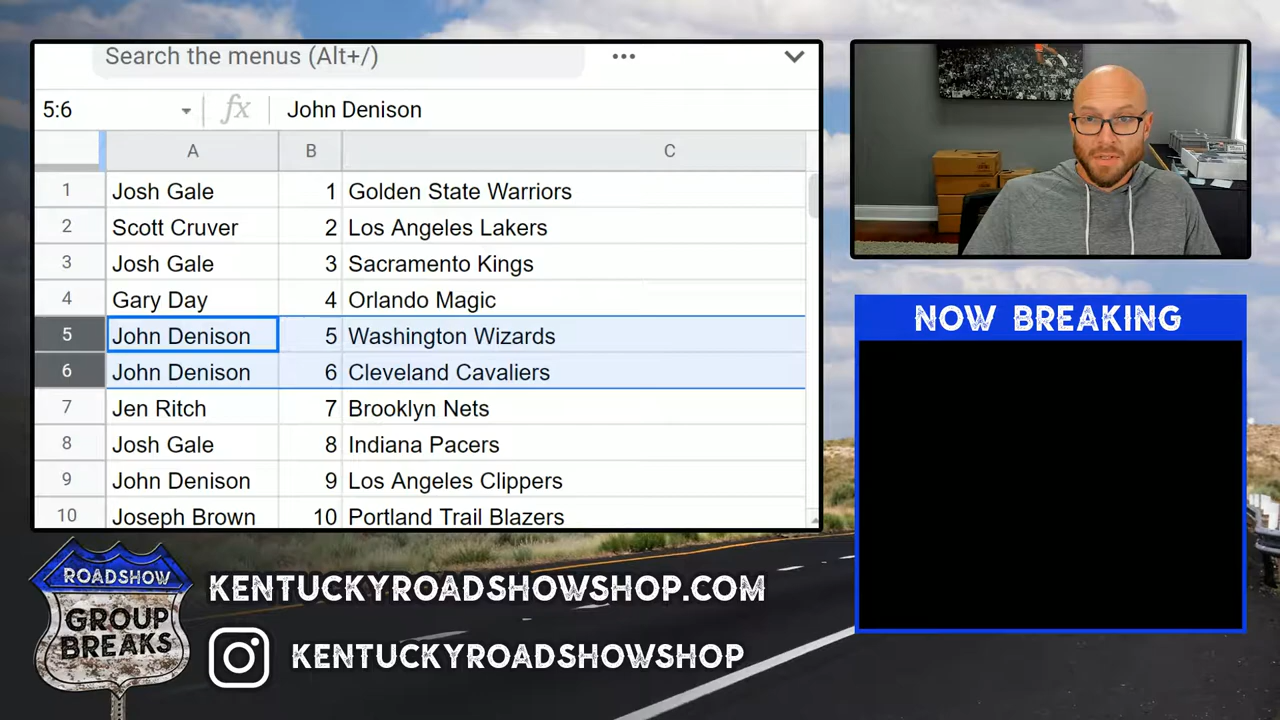 Search the menus (Alt+/)
5:6 fx John Denison
A B C
1 Josh Gale 1 Golden State Warriors
2 Scott Cruver 2 Los Angeles Lakers
3 Josh Gale 3 Sacramento Kings
4 Gary Day 4 Orlando Magic
5 John Denison 5 Washington Wizards
6 John Denison 6 Cleveland Cavaliers
7 Jen Ritch 7 Brooklyn Nets
8 Josh Gale 8 Indiana Pacers
9 John Denison 9 Los Angeles Clippers
10 Joseph Brown 10 Portland Trail Blazers
NOW BREAKING
ROADSHOW
GROUP
BREAKS
KENTUCKYROADSHOWSHOP.COM
KENTUCKYROADSHOWSHOP